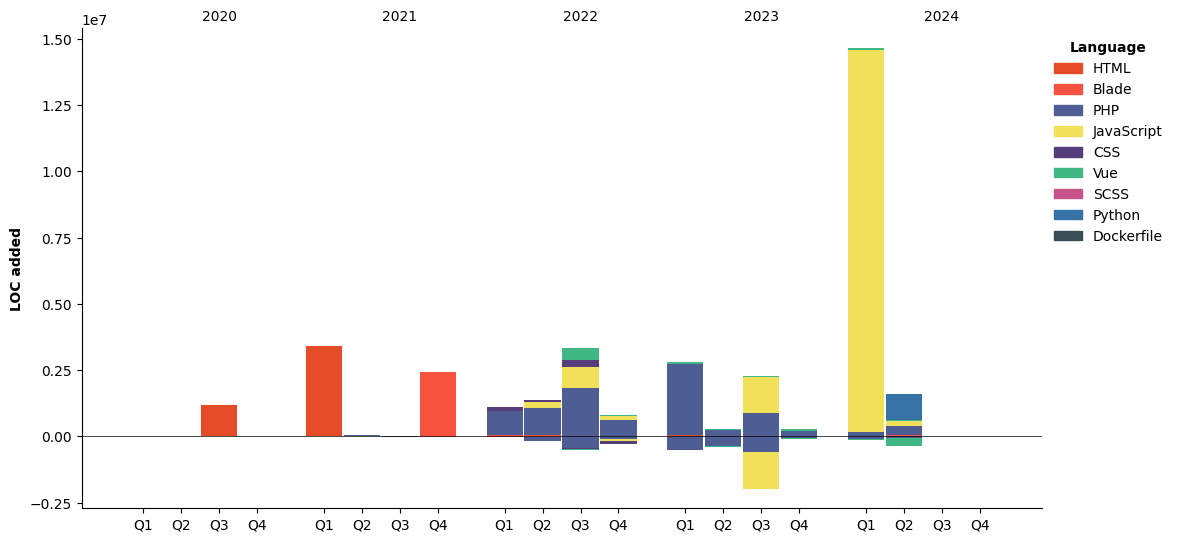 2020 2021 2022 2023 2024
1e7
1.50
1.25
1.00
0.75
0.50
0.25
0.00
−0.25
LOC added
Q1 Q2 Q3 Q4 Q1 Q2 Q3 Q4 Q1 Q2 Q3 Q4 Q1 Q2 Q3 Q4 Q1 Q2 Q3 Q4
Language
HTML
Blade
PHP
JavaScript
CSS
Vue
SCSS
Python
Dockerfile